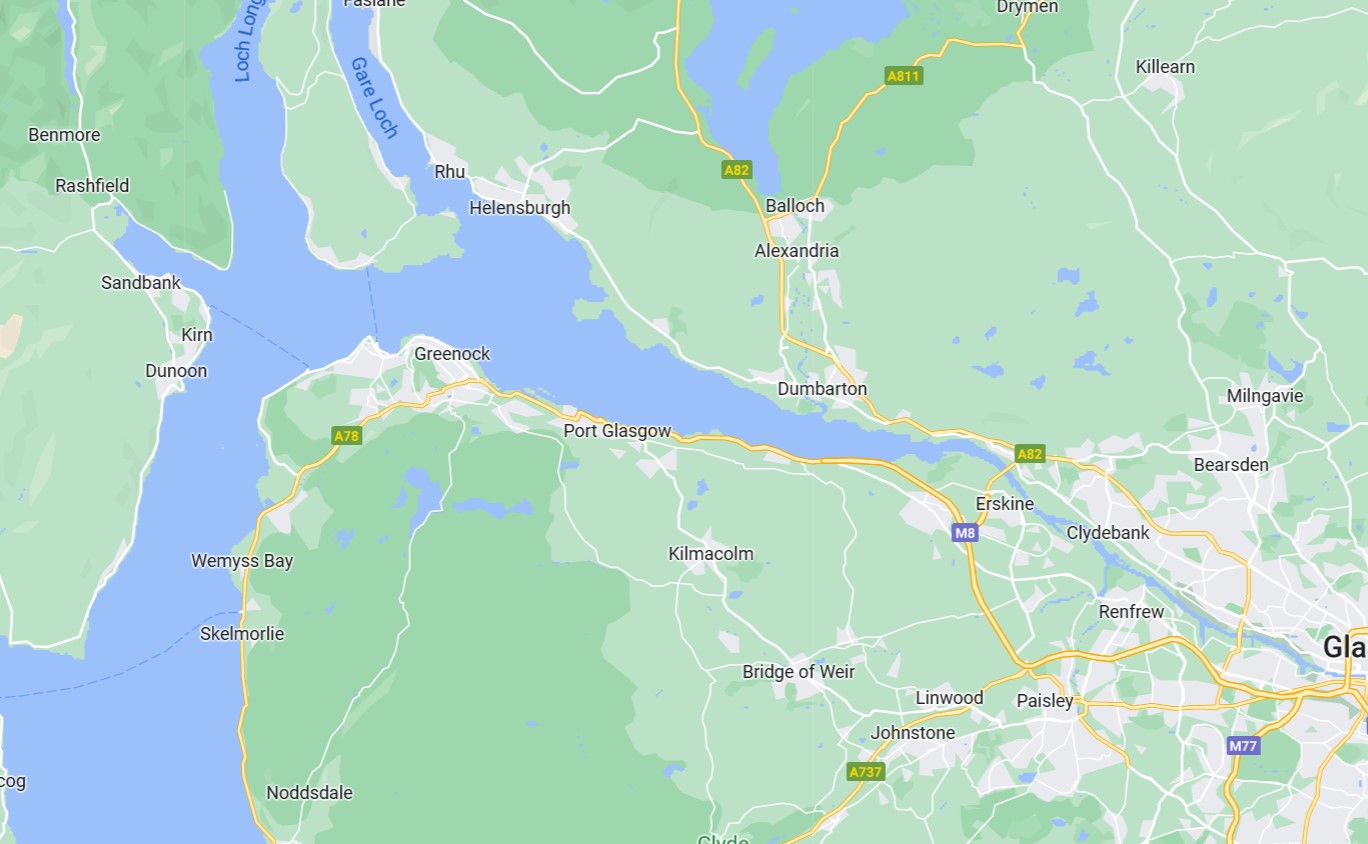 Faslane
Drymen
Loch Long
Gare Loch
Killearn
A811
Benmore
Rhu
A82
Rashfield
Helensburgh
Balloch
Alexandria
Sandbank
Kirn
Greenock
Dunoon
Dumbarton
Milngavie
Port Glasgow
A78
A82
Bearsden
Erskine
M8
Clydebank
Kilmacolm
Wemyss Bay
Renfrew
Skelmorlie
Gla
Bridge of Weir
Linwood
Paisley
Johnstone
M77
A737
cog
Noddsdale
Clyde